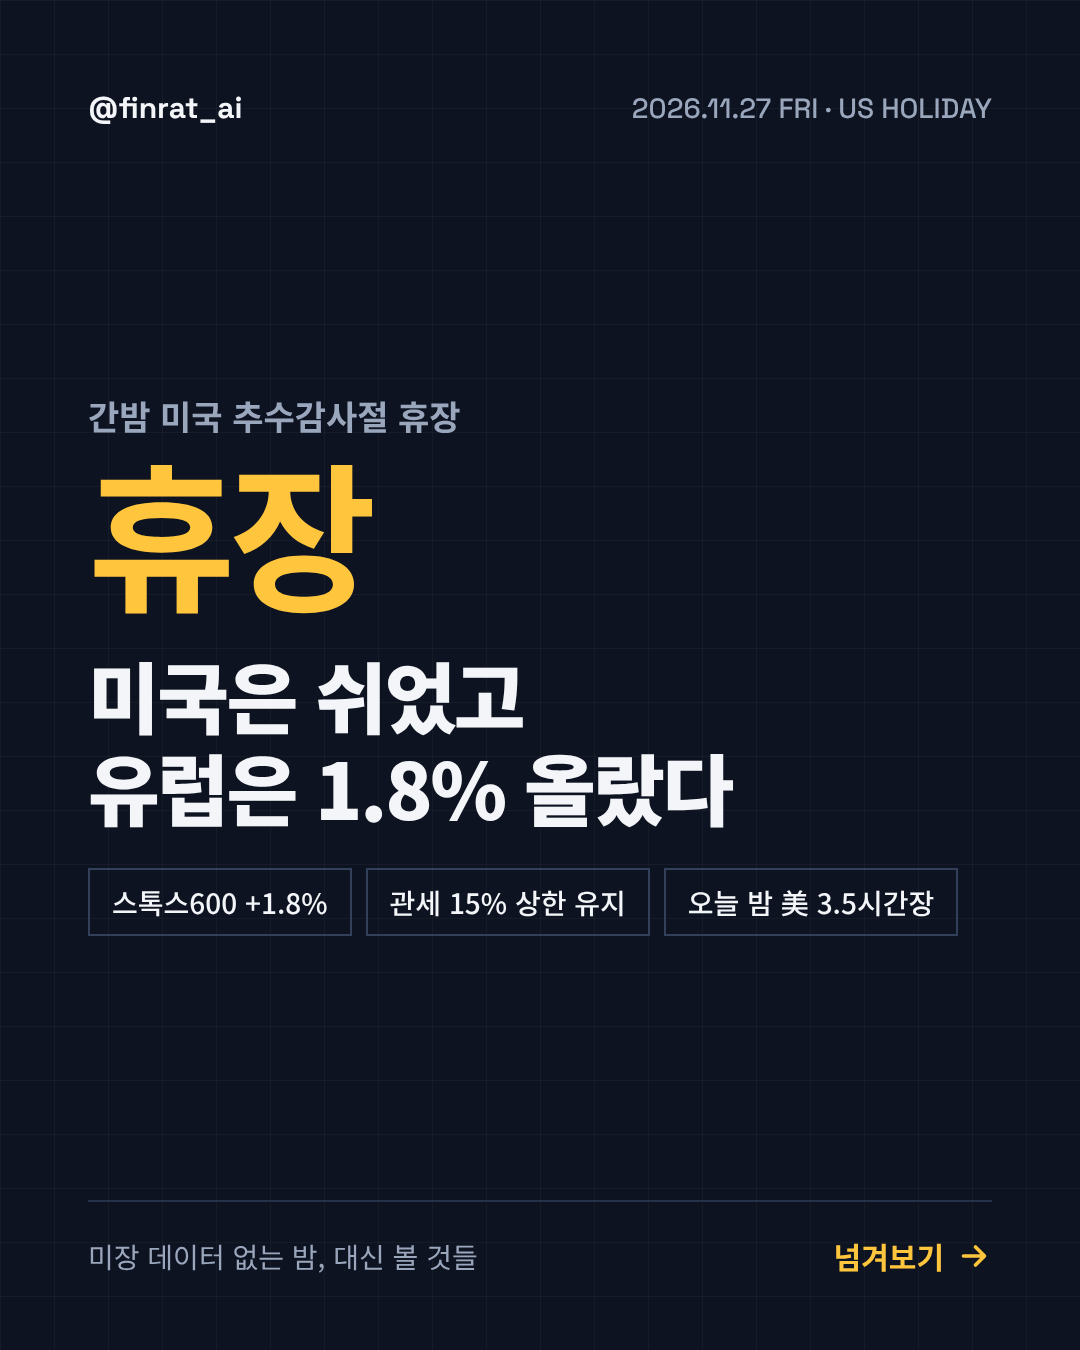 @finrat_ai
2026.11.27 FRI · US HOLIDAY
간밤 미국 추수감사절 휴장
휴장
미국은 쉬었고
유럽은 1.8% 올랐다
스톡스600 +1.8%
관세 15% 상한 유지
오늘 밤 美 3.5시간장
미장 데이터 없는 밤, 대신 볼 것들
넘겨보기 →